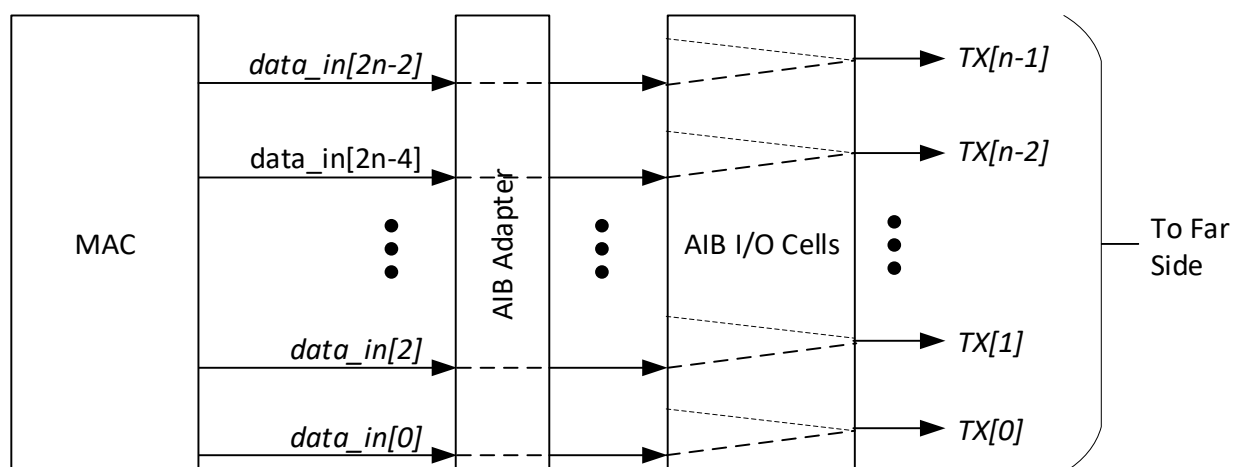 data_in[2n-2]
TX[n-1]
data_in[2n-4]
TX[n-2]
MAC
AIB Adapter
AIB I/O Cells
To Far
Side
data_in[2]
TX[1]
data_in[0]
TX[0]